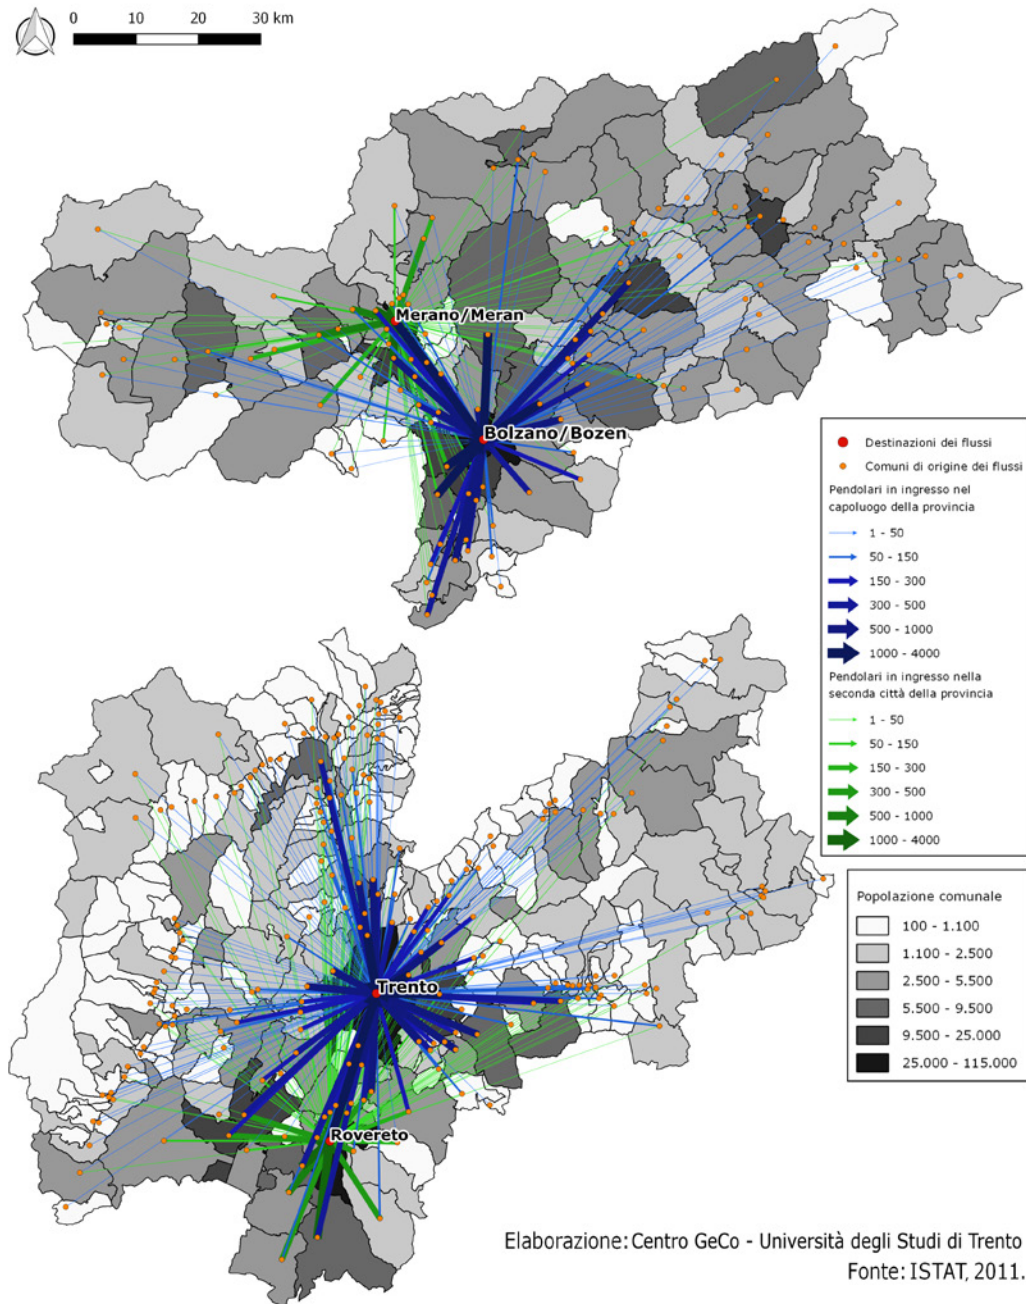 0 10 20 30 km
Merano/Meran
Bolzano/Bozen
Destinazioni dei flussi
Comuni di origine dei flussi
Pendolari in ingresso nel
capoluogo della provincia
1 - 50
50 - 150
150 - 300
300 - 500
500 - 1000
1000 - 4000
Pendolari in ingresso nella
seconda città della provincia
1 - 50
50 - 150
150 - 300
300 - 500
500 - 1000
1000 - 4000
Popolazione comunale
100 - 1.100
1.100 - 2.500
2.500 - 5.500
5.500 - 9.500
9.500 - 25.000
25.000 - 115.000
Trento
Rovereto
Elaborazione: Centro GeCo - Università degli Studi di Trento
Fonte: ISTAT, 2011.